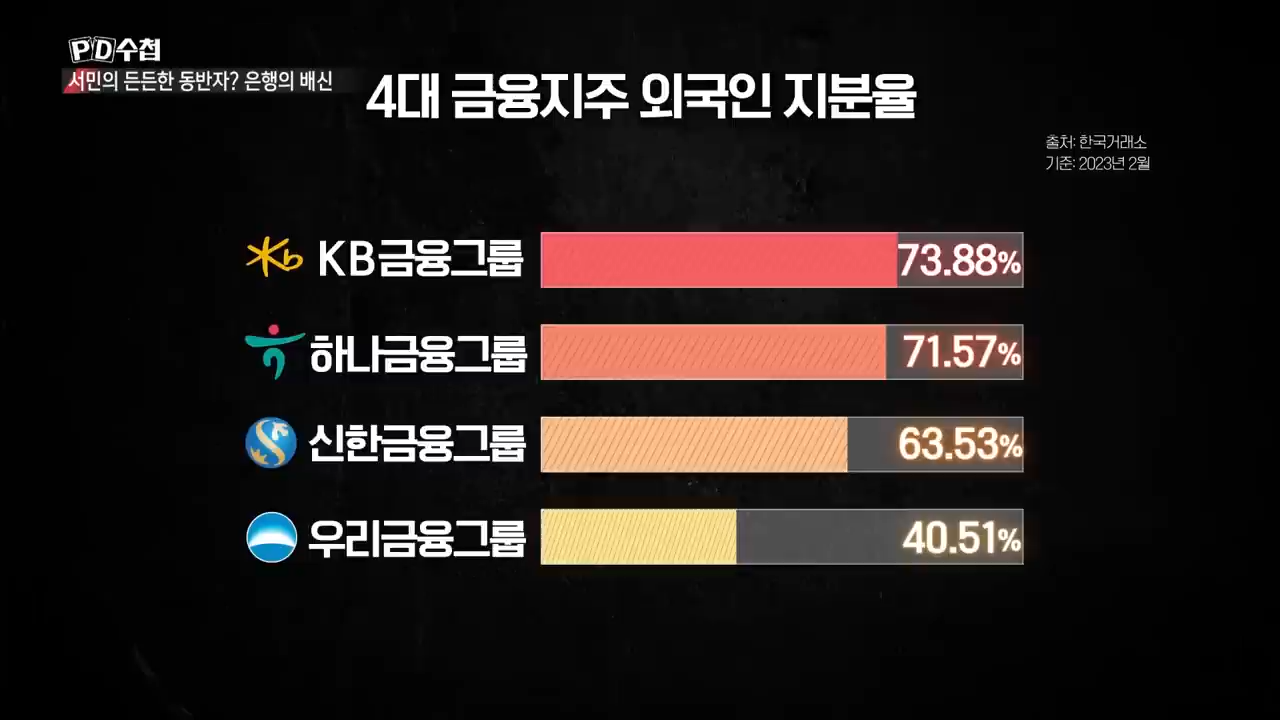 PD수첩
서민의 든든한 동반자? 은행의 배신
4대 금융지주 외국인 지분율
출처: 한국거래소
기준: 2023년 2월
Kb KB금융그룹 73.88%
하나금융그룹 71.57%
신한금융그룹 63.53%
우리금융그룹 40.51%